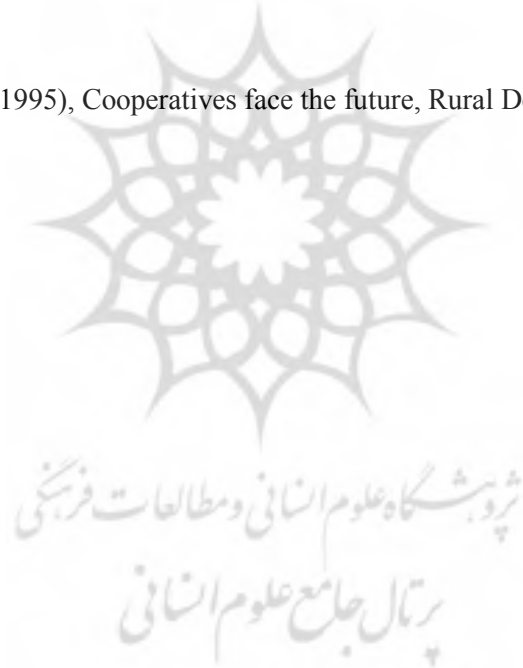 1995), Cooperatives face the future, Rural D
پژوهشگاه علوم انسانی و مطالعات فرهنگی
پرتال جامع علوم انسانی